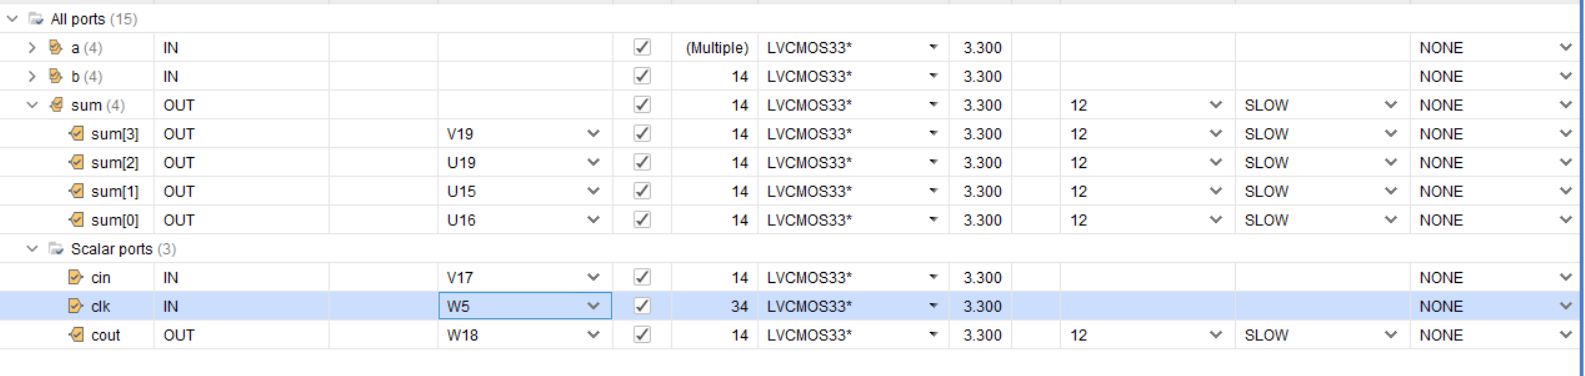 All ports (15)
a (4) IN (Multiple) LVCMOS33* 3.300 NONE
b (4) IN 14 LVCMOS33* 3.300 NONE
sum (4) OUT 14 LVCMOS33* 3.300 12 SLOW NONE
sum[3] OUT V19 14 LVCMOS33* 3.300 12 SLOW NONE
sum[2] OUT U19 14 LVCMOS33* 3.300 12 SLOW NONE
sum[1] OUT U15 14 LVCMOS33* 3.300 12 SLOW NONE
sum[0] OUT U16 14 LVCMOS33* 3.300 12 SLOW NONE
Scalar ports (3)
cin IN V17 14 LVCMOS33* 3.300 NONE
clk IN W5 34 LVCMOS33* 3.300 NONE
cout OUT W18 14 LVCMOS33* 3.300 12 SLOW NONE